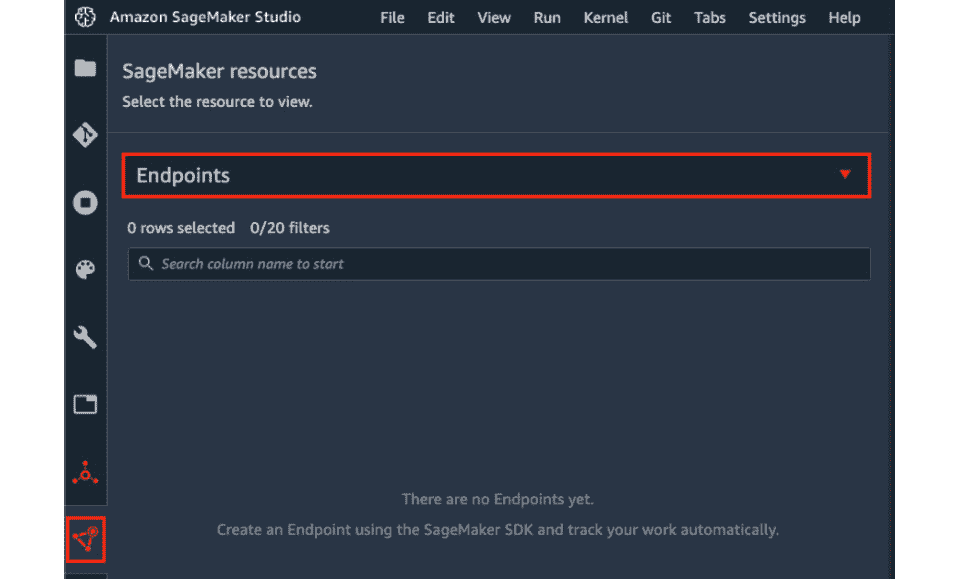 Amazon SageMaker Studio File Edit View Run Kernel Git Tabs Settings Help
SageMaker resources
Select the resource to view.
Endpoints
0 rows selected 0/20 filters
Search column name to start
There are no Endpoints yet.
Create an Endpoint using the SageMaker SDK and track your work automatically.